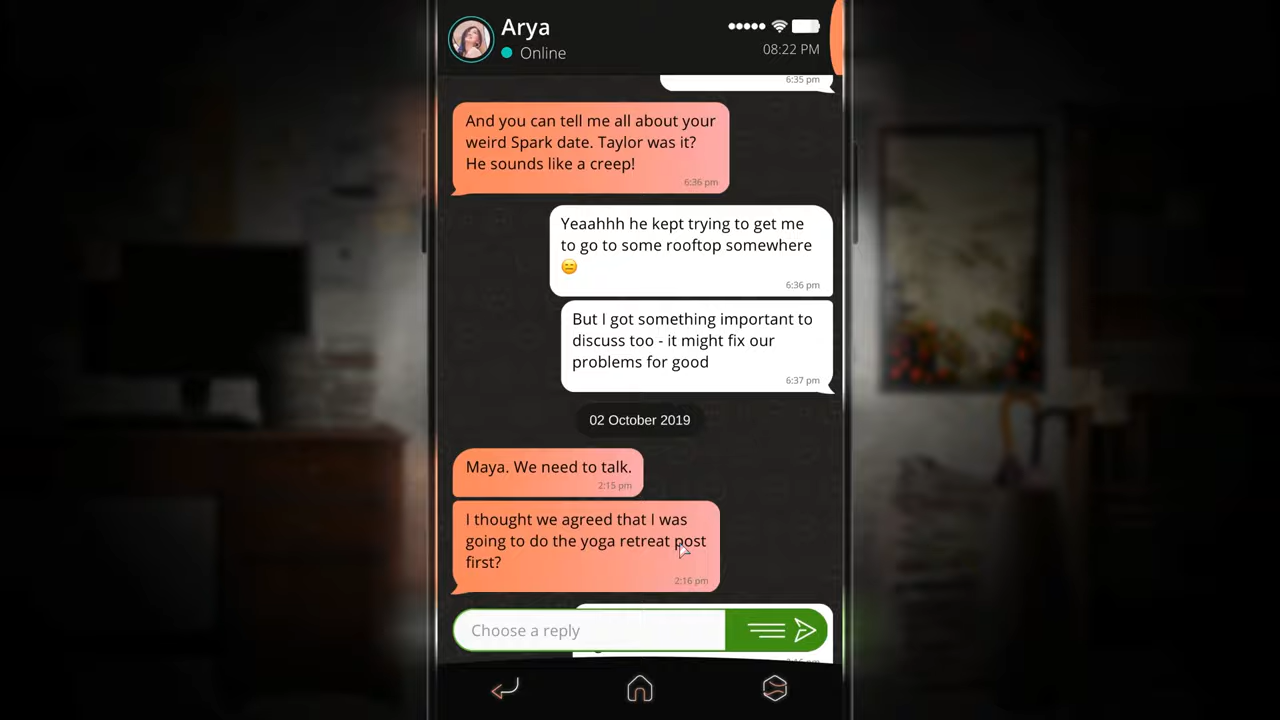 Arya
Online
08:22 PM
6:35 pm
And you can tell me all about your
weird Spark date. Taylor was it?
He sounds like a creep!
6:36 pm
Yeaahhh he kept trying to get me
to go to some rooftop somewhere
😑
6:36 pm
But I got something important to
discuss too - it might fix our
problems for good
6:37 pm
02 October 2019
Maya. We need to talk.
2:15 pm
I thought we agreed that I was
going to do the yoga retreat post
first?
2:16 pm
Choose a reply